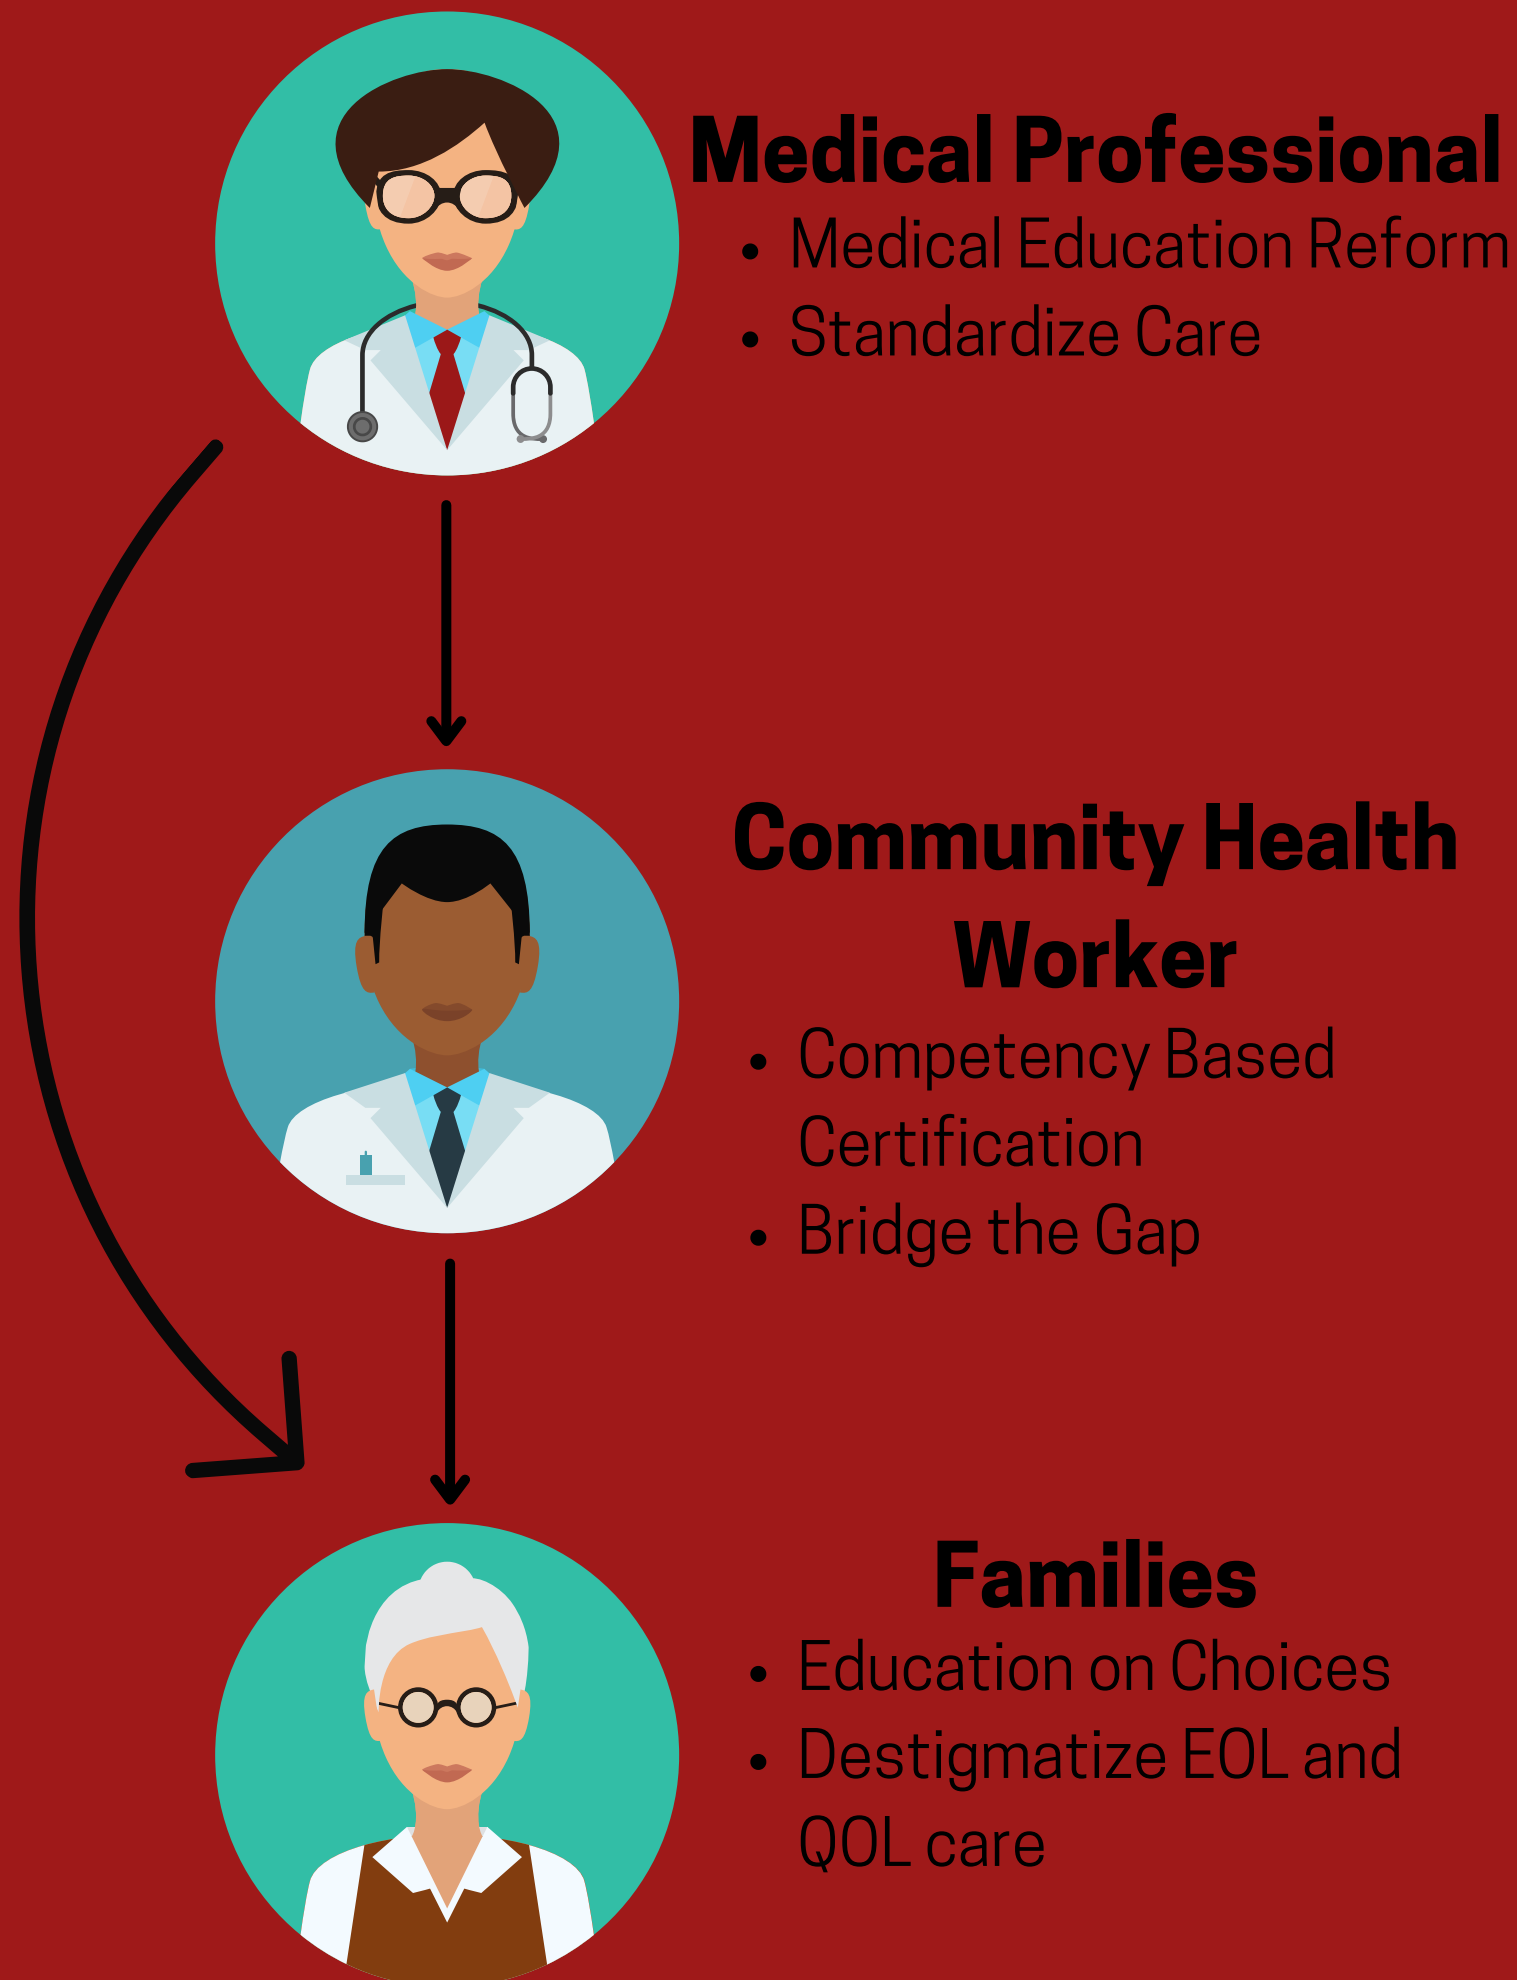 Medical Professional
• Medical Education Reform
• Standardize Care
Community Health
Worker
• Competency Based
Certification
• Bridge the Gap
Families
• Education on Choices
• Destigmatize EOL and
QOL care